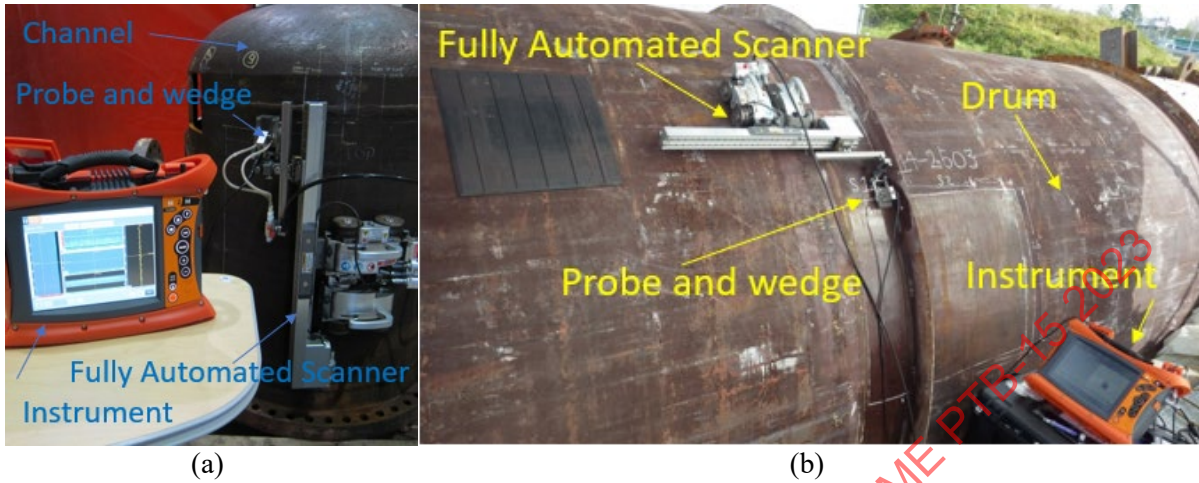 Channel
Probe and wedge
Fully Automated Scanner
Instrument
(a)
Fully Automated Scanner
Drum
Probe and wedge
Instrument
(b)
ME PTB-15 2023